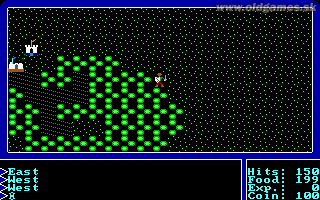 www.oldgames.sk
East
West
West
Hits: 150
Food: 199
Exp.: 0
Coin: 100